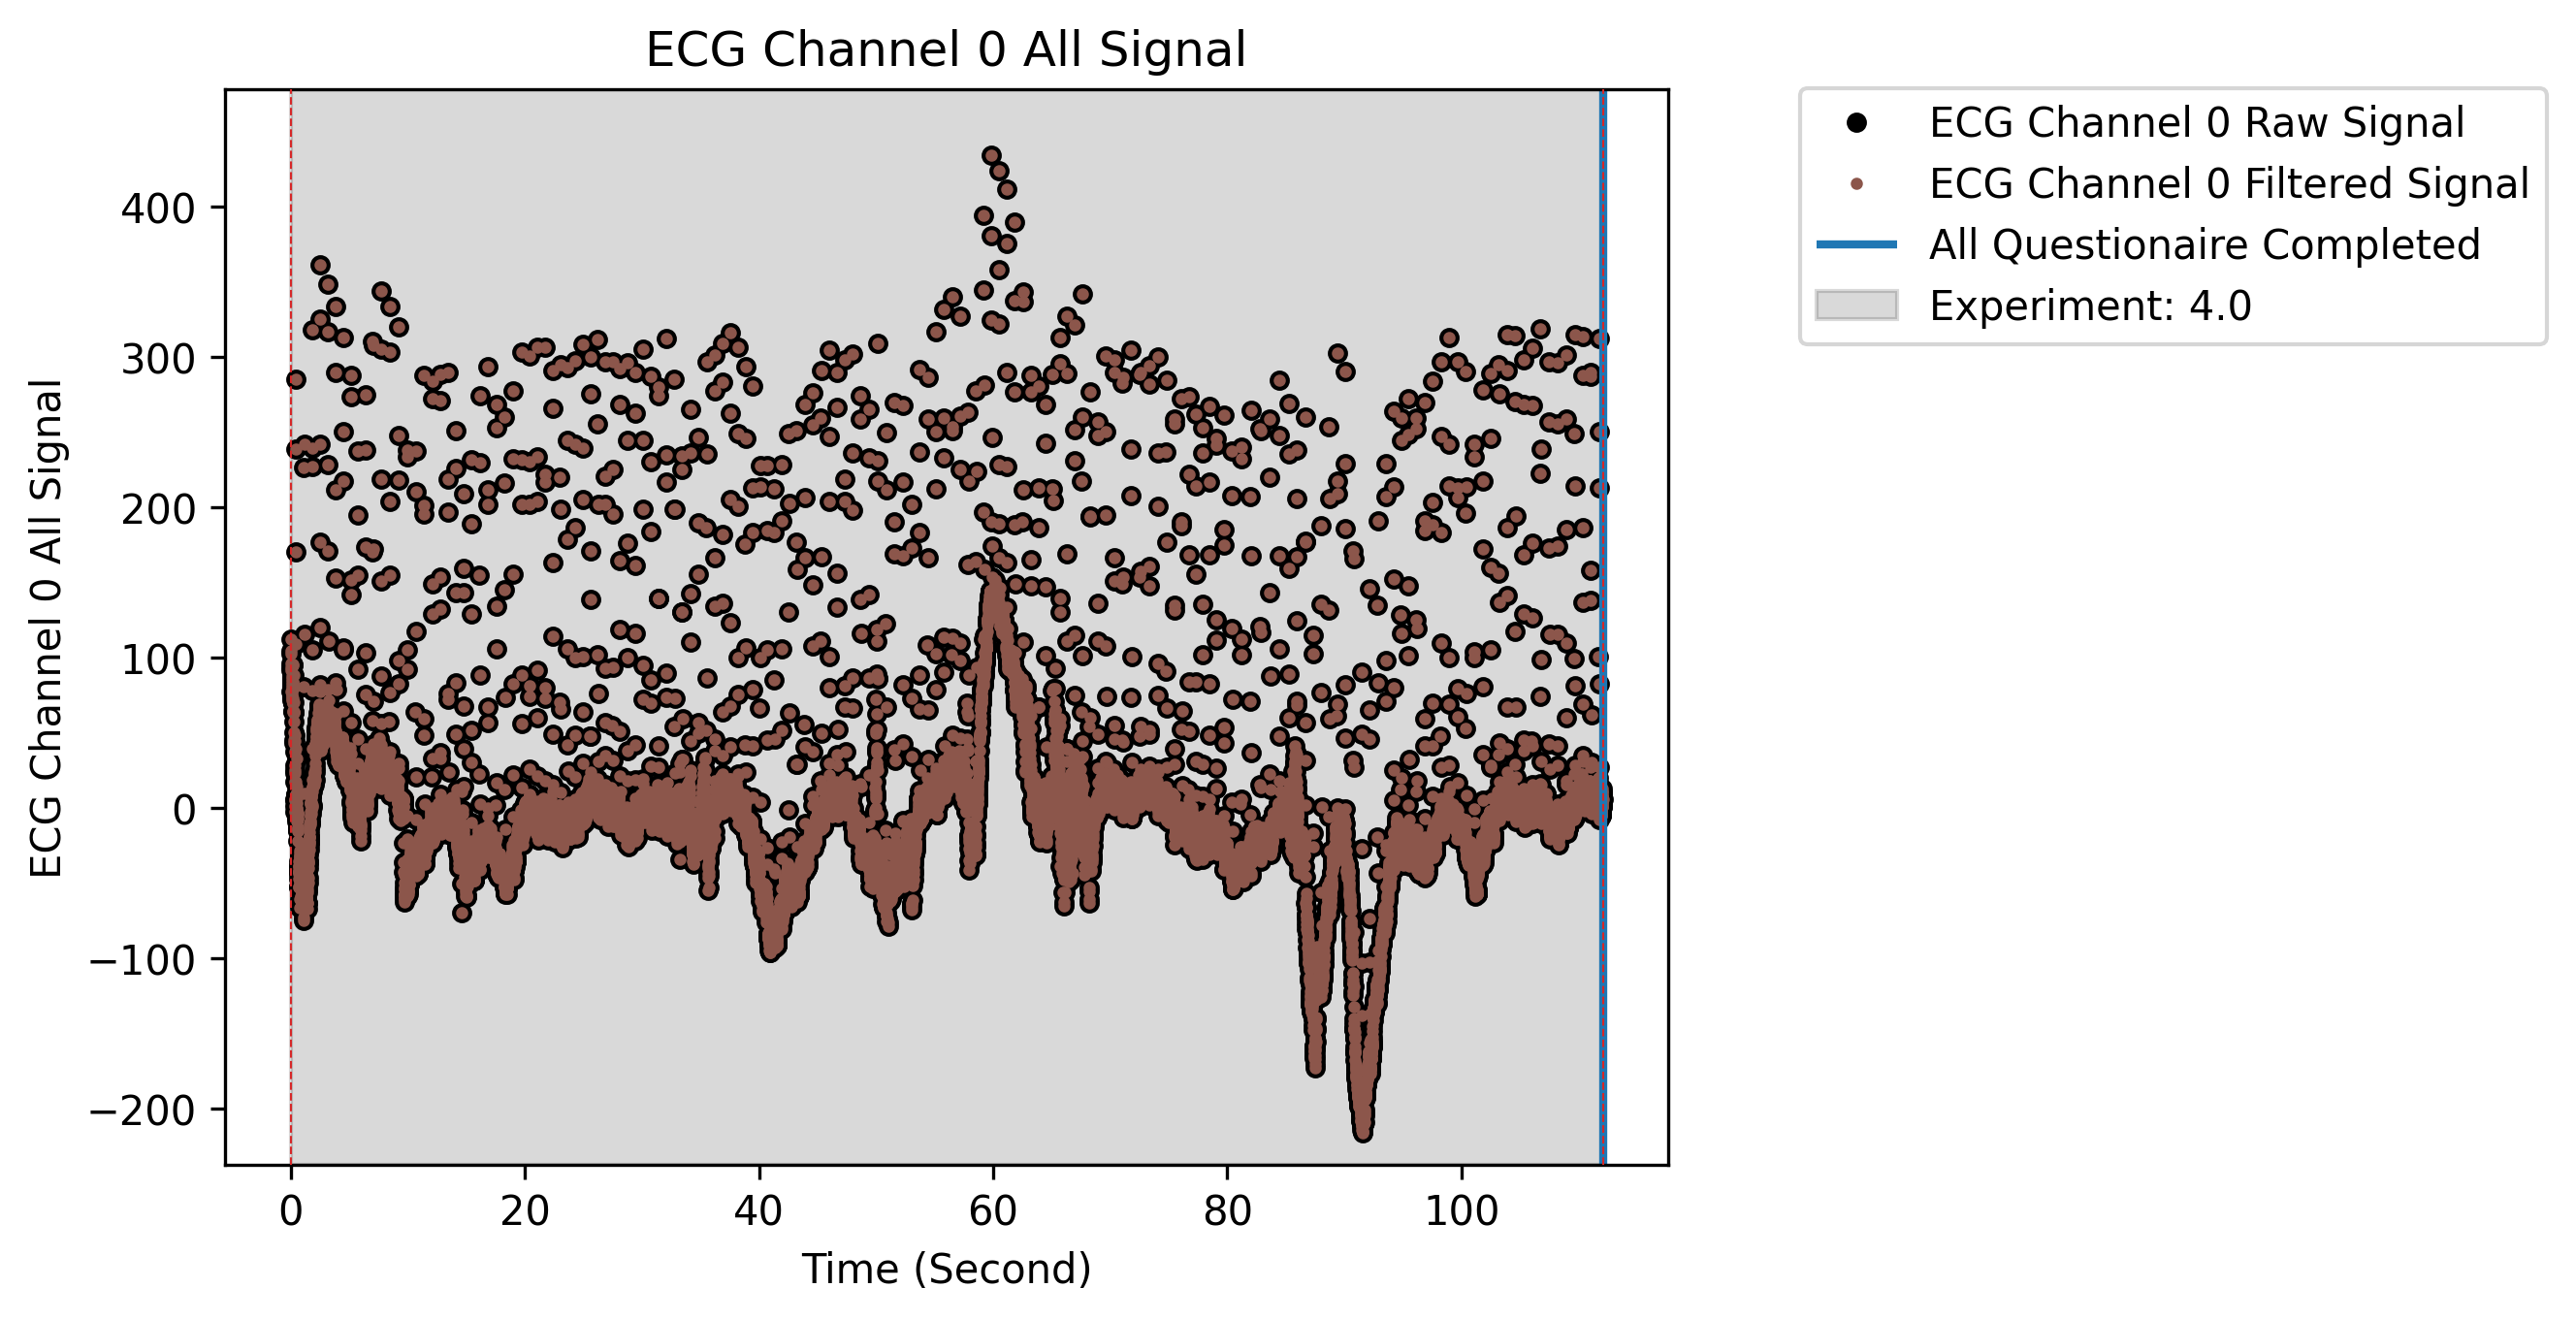 ECG Channel 0 All Signal
ECG Channel 0 All Signal
400
300
200
100
0
−100
−200
0 20 40 60 80 100
Time (Second)
ECG Channel 0 Raw Signal
ECG Channel 0 Filtered Signal
All Questionaire Completed
Experiment: 4.0